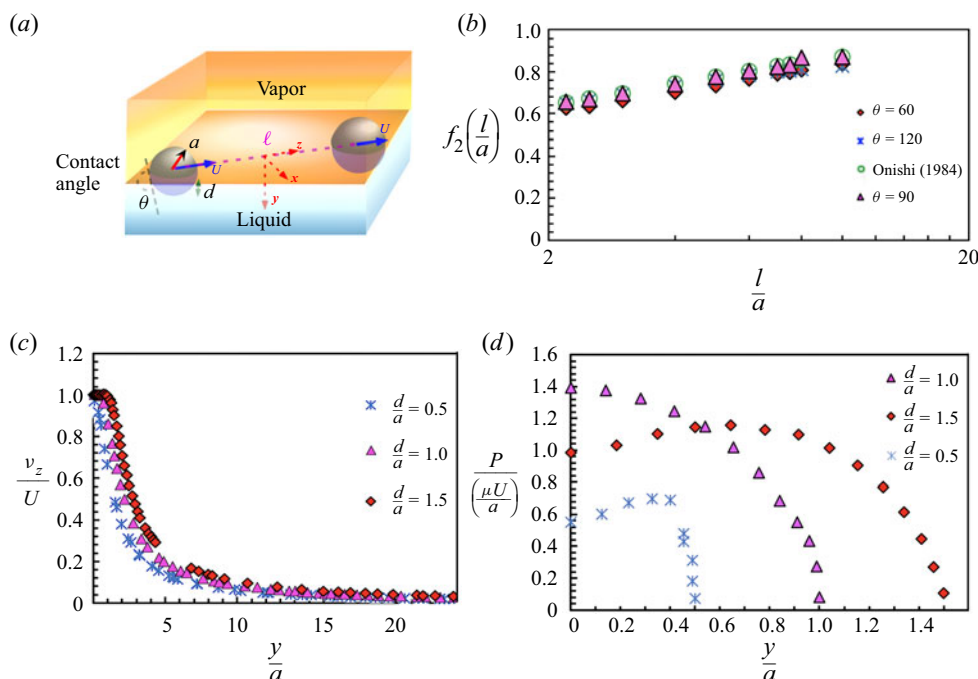 (a)
Vapor
a
ℓ
U
U
z
Contact
angle
d
x
θ
y
Liquid
(b)
1.0
0.8
0.6
0.4
0.2
0
f2(l/a)
θ = 60
θ = 120
Onishi (1984)
θ = 90
2
20
l/a
(c)
1.2
1.0
0.8
0.6
0.4
0.2
0
vz/U
d/a = 0.5
d/a = 1.0
d/a = 1.5
5 10 15 20
y/a
(d)
1.6
1.4
1.2
1.0
0.8
0.6
0.4
0.2
0
P/(μU/a)
d/a = 1.0
d/a = 1.5
d/a = 0.5
0 0.2 0.4 0.6 0.8 1.0 1.2 1.4
y/a